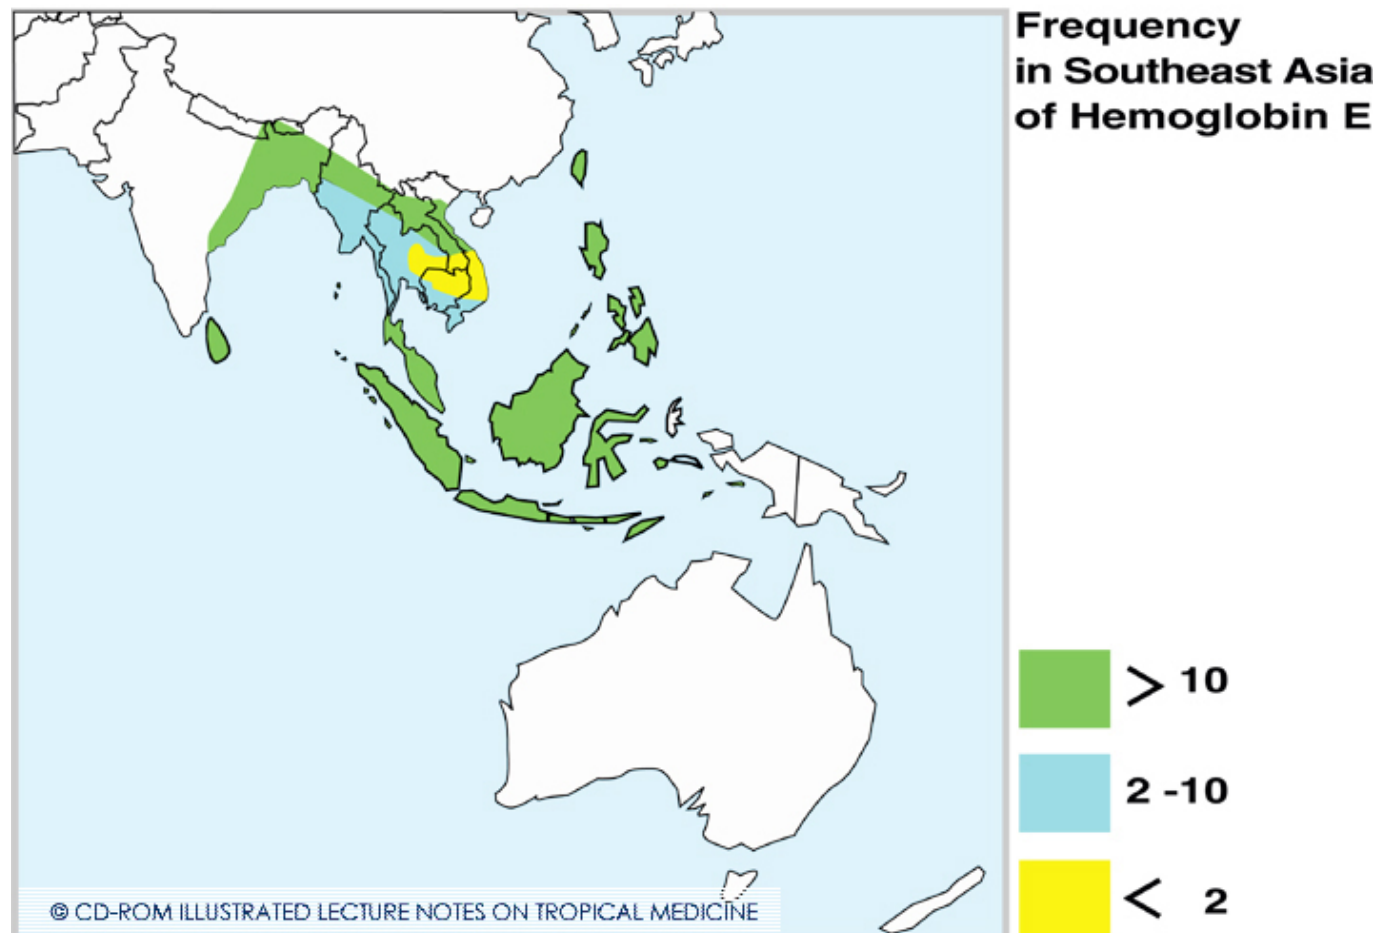 Frequency
in Southeast Asia
of Hemoglobin E
> 10
2 -10
< 2
© CD-ROM ILLUSTRATED LECTURE NOTES ON TROPICAL MEDICINE